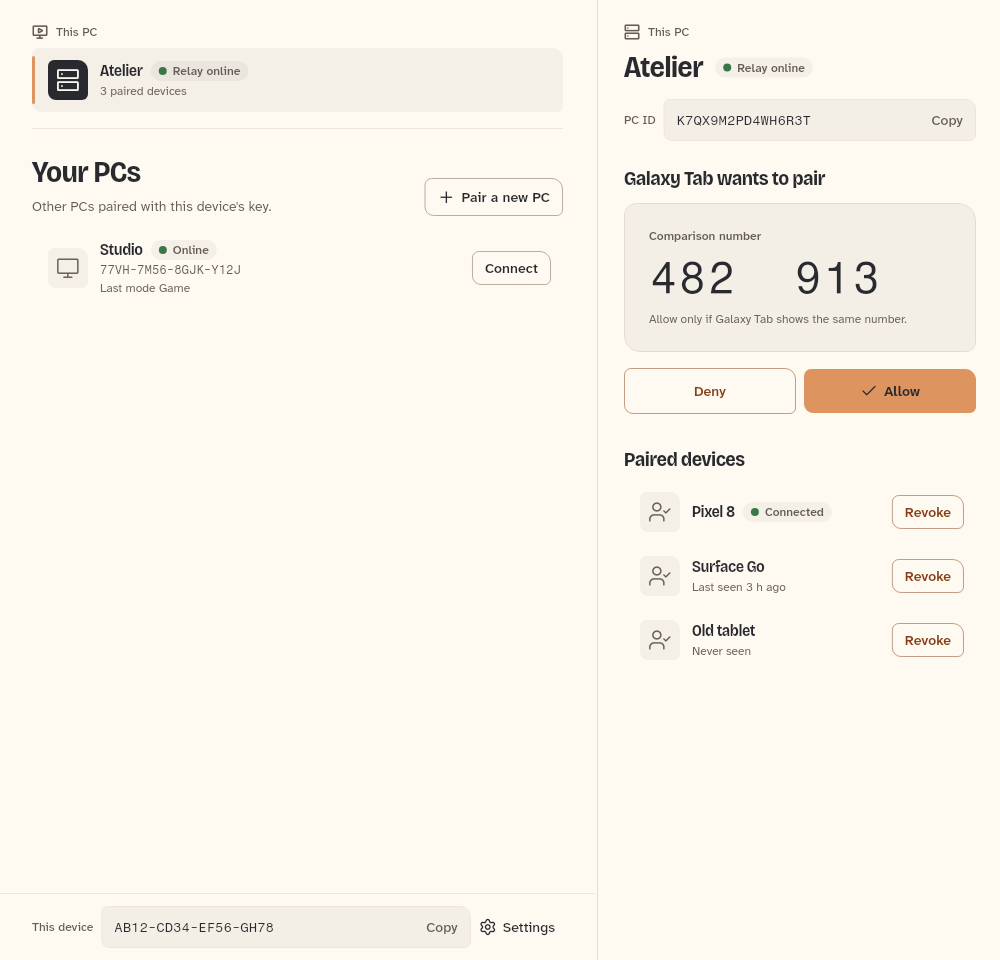 This PC
Atelier
Relay online
3 paired devices
Your PCs
Other PCs paired with this device's key.
Pair a new PC
Studio
Online
77VH-7M56-8GJK-Y12J
Last mode Game
Connect
This device
AB12-CD34-EF56-GH78
Copy
Settings
This PC
Atelier
Relay online
PC ID
K7QX9M2PD4WH6R3T
Copy
Galaxy Tab wants to pair
Comparison number
482 913
Allow only if Galaxy Tab shows the same number.
Deny
Allow
Paired devices
Pixel 8
Connected
Revoke
Surface Go
Last seen 3 h ago
Revoke
Old tablet
Never seen
Revoke